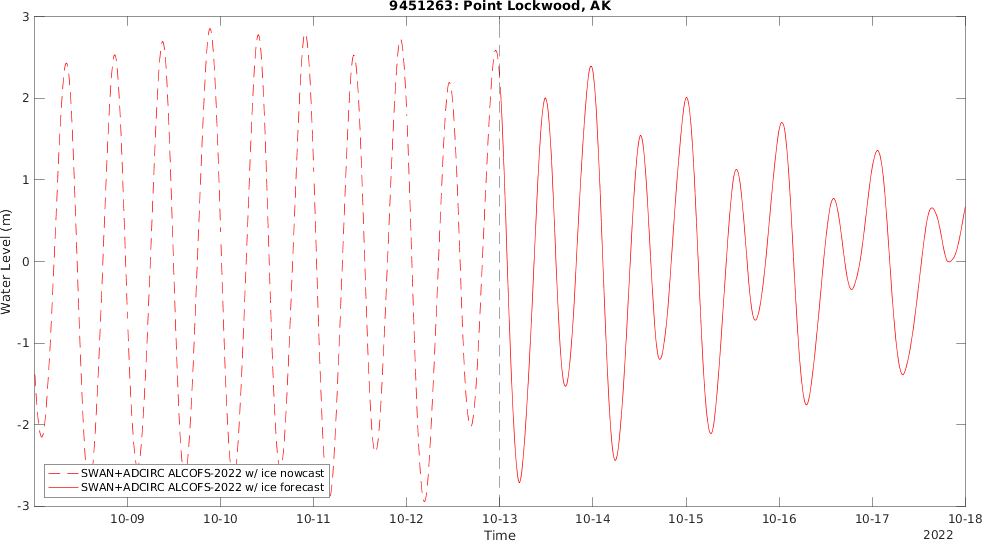 9451263: Point Lockwood, AK
3
2
1
0
-1
-2
-3
Water Level (m)
SWAN+ADCIRC ALCOFS-2022 w/ ice nowcast
SWAN+ADCIRC ALCOFS-2022 w/ ice forecast
10-09 10-10 10-11 10-12 10-13 10-14 10-15 10-16 10-17 10-18
Time
2022